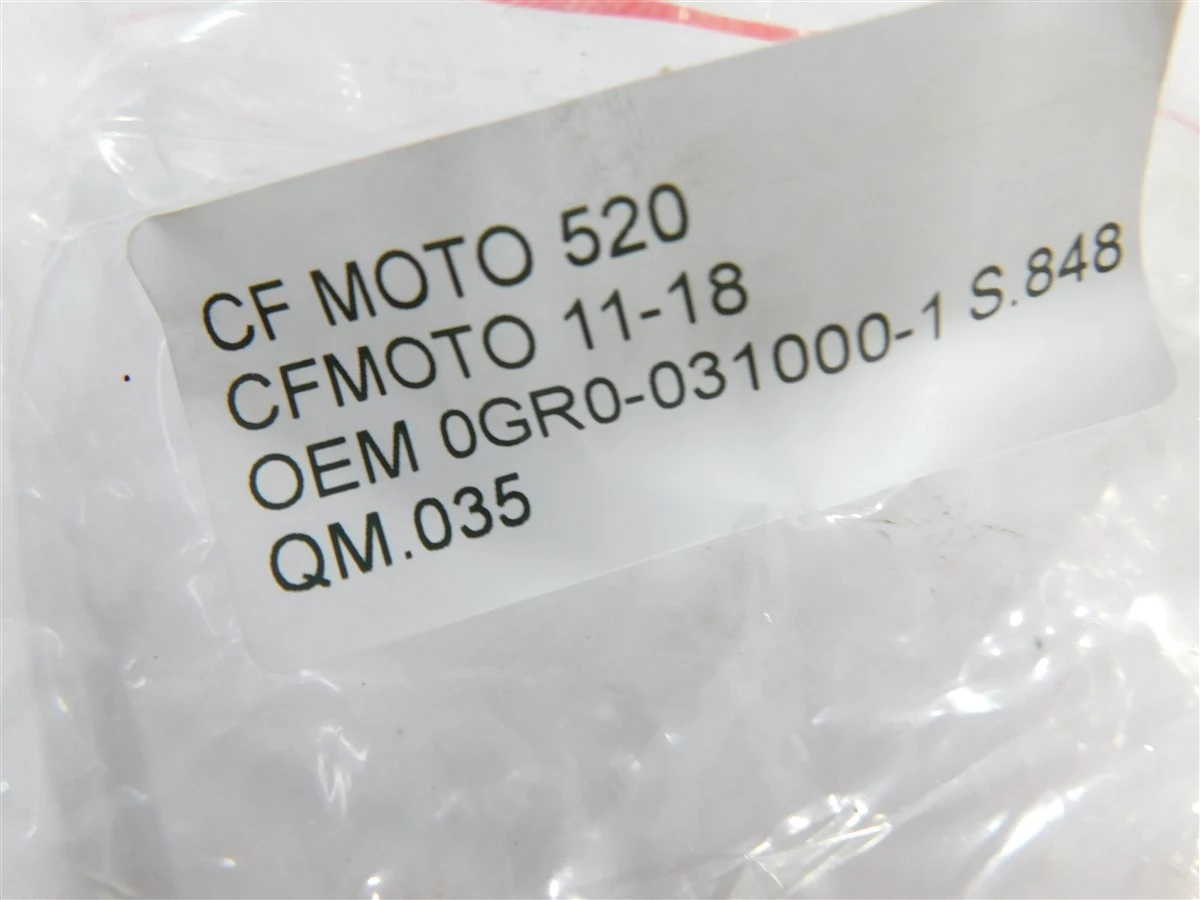 CF MOTO 520
CFMOTO 11-18
OEM 0GR0-031000-1 S.848
QM.035